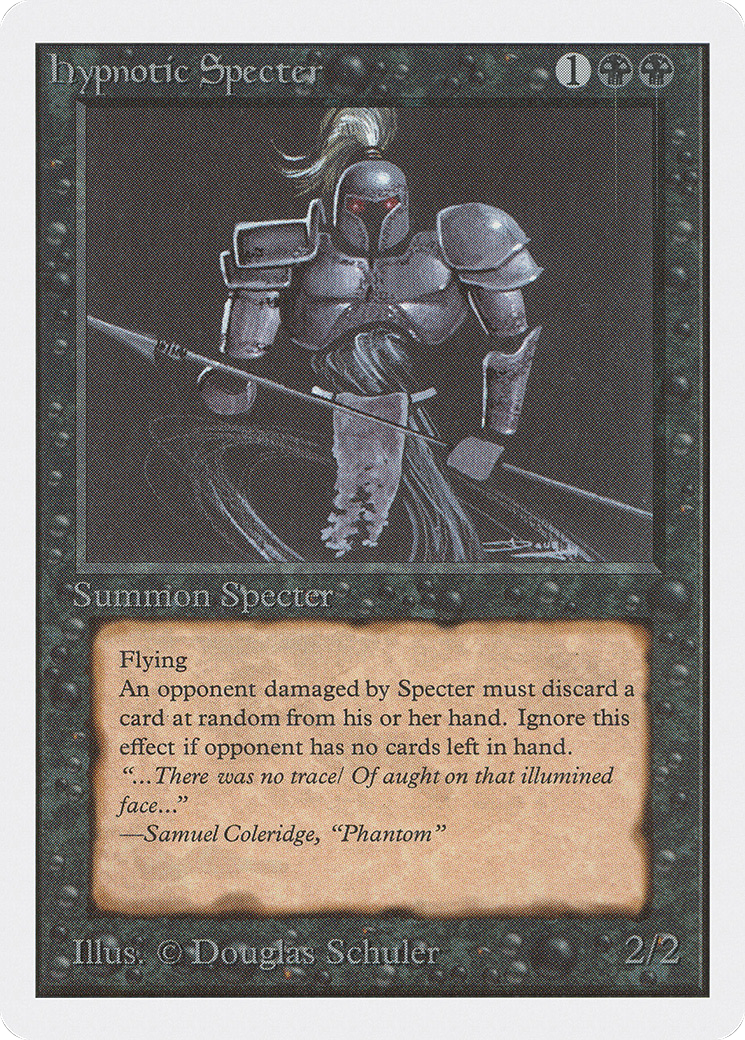 Hypnotic Specter 1
Summon Specter
Flying
An opponent damaged by Specter must discard a
card at random from his or her hand. Ignore this
effect if opponent has no cards left in hand.
“...There was no trace/ Of aught on that illumined
face...”
—Samuel Coleridge, “Phantom”
Illus. © Douglas Schuler 2/2